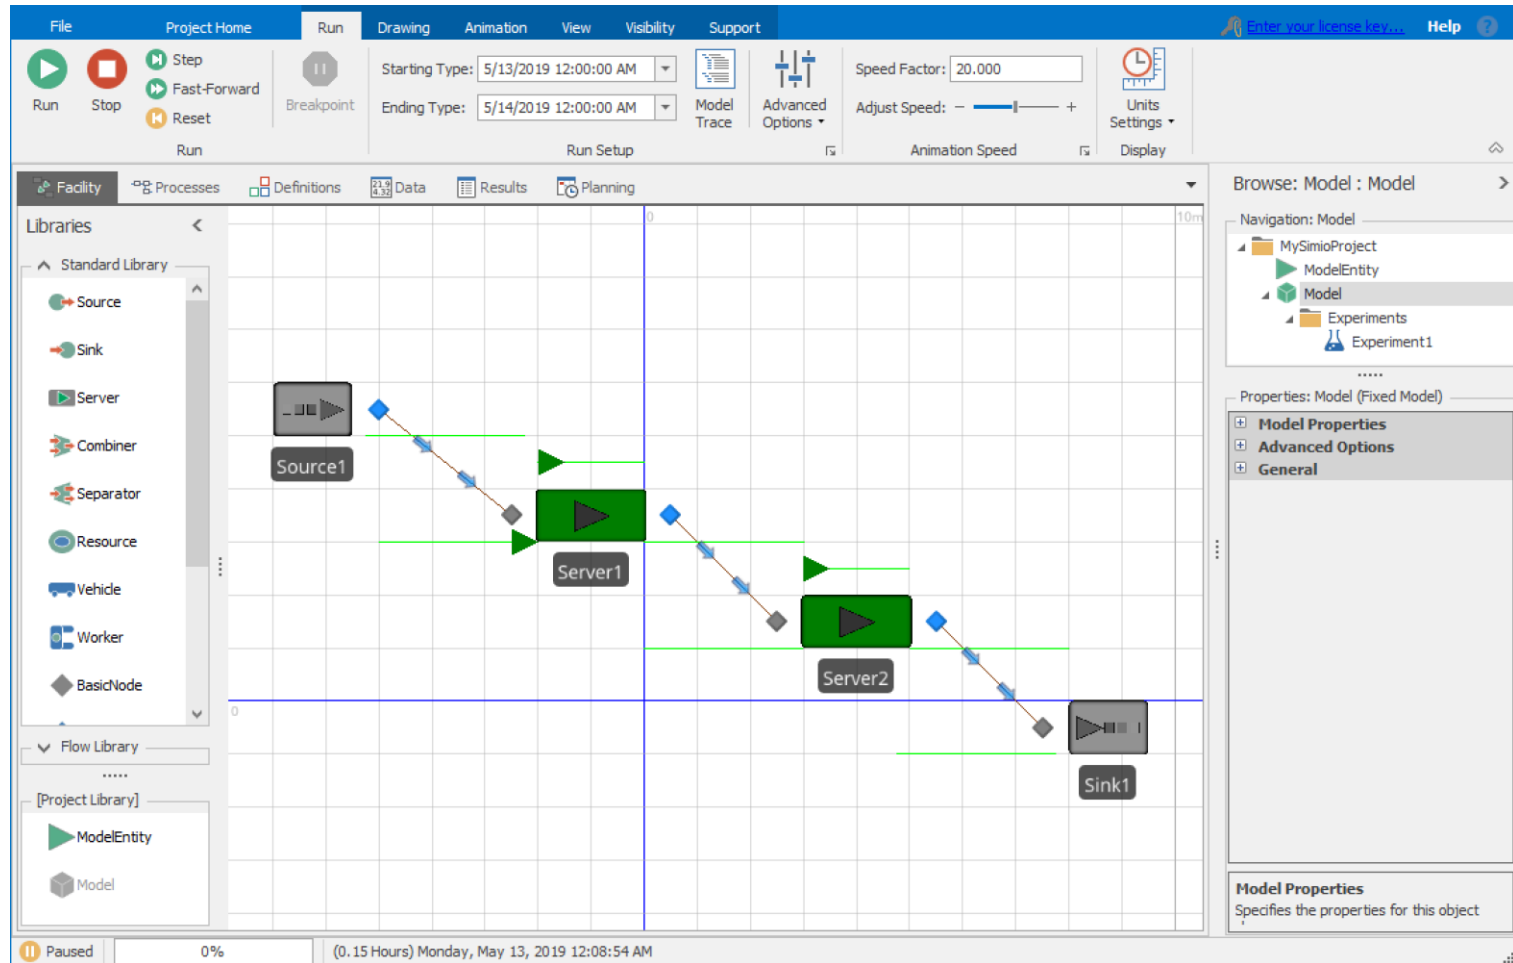 File Project Home Run Drawing Animation View Visibility Support Enter your license key... Help ?
Run Stop Step Fast-Forward Reset
Breakpoint
Starting Type: 5/13/2019 12:00:00 AM
Ending Type: 5/14/2019 12:00:00 AM
Model Trace
Advanced Options
Speed Factor: 20.000
Adjust Speed: - +
Units Settings
Run Run Setup Animation Speed Display
Facility Processes Definitions 21.9 4.32 Data Results Planning
Browse: Model : Model
Libraries
Standard Library
Source
Sink
Server
Combiner
Separator
Resource
Vehicle
Worker
BasicNode
Flow Library
[Project Library]
ModelEntity
Model
0 10m
Source1
Server1
Server2
0
Sink1
Navigation: Model
MySimioProject
ModelEntity
Model
Experiments
Experiment1
Properties: Model (Fixed Model)
Model Properties
Advanced Options
General
Model Properties
Specifies the properties for this object
Paused 0% (0.15 Hours) Monday, May 13, 2019 12:08:54 AM